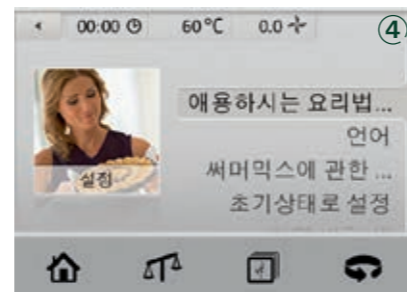 00:00 60°C 0.0 ④
애용하시는 요리법...
언어
써머믹스에 관한 ...
초기상태로 설정
설정